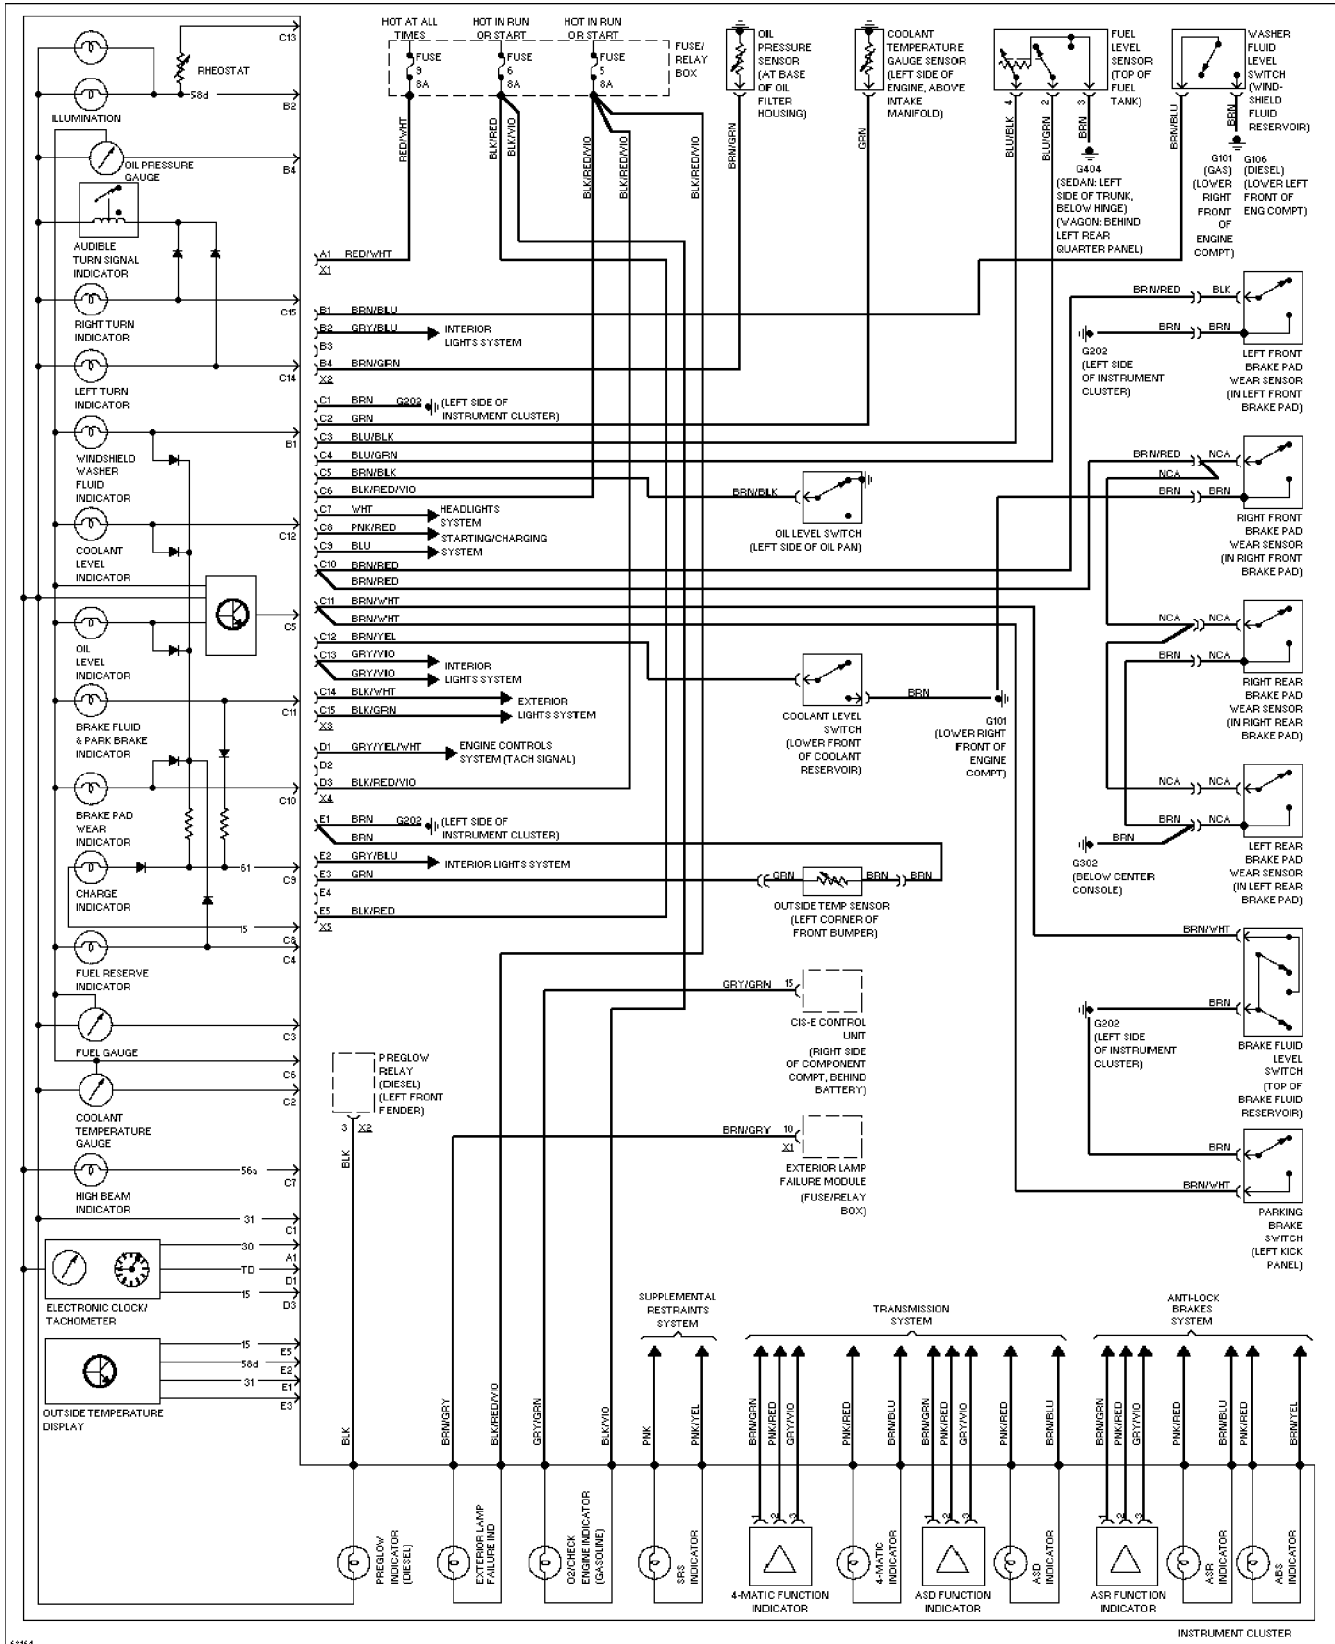 HOT AT ALL
TIMES
HOT IN RUN
OR START
HOT IN RUN
OR START
FUSE
9
8A
FUSE
6
8A
FUSE
5
8A
FUSE/
RELAY
BOX
OIL
PRESSURE
SENSOR
(AT BASE
OF OIL
FILTER
HOUSING)
COOLANT
TEMPERATURE
GAUGE SENSOR
(LEFT SIDE OF
ENGINE, ABOVE
INTAKE
MANIFOLD)
FUEL
LEVEL
SENSOR
(TOP OF
FUEL
TANK)
WASHER
FLUID
LEVEL
SWITCH
(WIND-
SHIELD
FLUID
RESERVOIR)
RED/WHT
BLK/RED
BLK/VIO
BLK/RED/VIO
BLK/RED/VIO
BLK/RED/VIO
BRN/GRN
GRN
4
2
3
BLU/BLK
BLU/GRN
BRN
BRN/BLU
BRN
G404
(SEDAN: LEFT
SIDE OF TRUNK,
BELOW HINGE)
(WAGON: BEHIND
LEFT REAR
QUARTER PANEL)
G101
(GAS)
(LOWER
RIGHT
FRONT
OF
ENGINE
COMPT)
G106
(DIESEL)
(LOWER LEFT
FRONT OF
ENG COMPT)
C13
RHEOSTAT
58d
B2
ILLUMINATION
B4
OIL PRESSURE
GAUGE
AUDIBLE
TURN SIGNAL
INDICATOR
C15
RIGHT TURN
INDICATOR
C14
LEFT TURN
INDICATOR
B1
WINDSHIELD
WASHER
FLUID
INDICATOR
C12
COOLANT
LEVEL
INDICATOR
C5
OIL
LEVEL
INDICATOR
C11
BRAKE FLUID
& PARK BRAKE
INDICATOR
C10
BRAKE PAD
WEAR
INDICATOR
61
C9
CHARGE
INDICATOR
15
C8
C4
FUEL RESERVE
INDICATOR
C3
FUEL GAUGE
C6
C2
COOLANT
TEMPERATURE
GAUGE
56a
C7
HIGH BEAM
INDICATOR
31
C1
30
A1
TD
D1
15
D3
ELECTRONIC CLOCK/
TACHOMETER
15
E5
58d
E2
31
E1
E3
OUTSIDE TEMPERATURE
DISPLAY
A1 RED/WHT
X1
B1 BRN/BLU
B2 GRY/BLU
INTERIOR
LIGHTS SYSTEM
B3
B4 BRN/GRN
X2
C1 BRN G202 (LEFT SIDE OF
INSTRUMENT CLUSTER)
C2 GRN
C3 BLU/BLK
C4 BLU/GRN
C5 BRN/BLK
C6 BLK/RED/VIO
C7 WHT
HEADLIGHTS
SYSTEM
C8 PNK/RED
STARTING/CHARGING
C9 BLU
SYSTEM
C10 BRN/RED
BRN/RED
C11 BRN/WHT
BRN/WHT
C12 BRN/YEL
C13 GRY/VIO
INTERIOR
GRY/VIO
LIGHTS SYSTEM
C14 BLK/WHT
EXTERIOR
C15 BLK/GRN
LIGHTS SYSTEM
X3
D1 GRY/YEL/WHT
ENGINE CONTROLS
SYSTEM (TACH SIGNAL)
D2
D3 BLK/RED/VIO
X4
E1 BRN G202 (LEFT SIDE OF
INSTRUMENT CLUSTER)
BRN
E2 GRY/BLU
INTERIOR LIGHTS SYSTEM
E3 GRN
E4
E5 BLK/RED
X5
BRN/BLK
OIL LEVEL SWITCH
(LEFT SIDE OF OIL PAN)
BRN
COOLANT LEVEL
SWITCH
(LOWER FRONT
OF COOLANT
RESERVOIR)
G101
(LOWER RIGHT
FRONT OF
ENGINE
COMPT)
GRN
BRN
BRN
OUTSIDE TEMP SENSOR
(LEFT CORNER OF
FRONT BUMPER)
GRY/GRN 15
CIS-E CONTROL
UNIT
(RIGHT SIDE
OF COMPONENT
COMPT, BEHIND
BATTERY)
BRN/GRY 10
X1
EXTERIOR LAMP
FAILURE MODULE
(FUSE/RELAY
BOX)
PREGLOW
RELAY
(DIESEL)
(LEFT FRONT
FENDER)
3 X2
BLK
BRN/RED BLK
BRN BRN
G202
(LEFT SIDE
OF INSTRUMENT
CLUSTER)
LEFT FRONT
BRAKE PAD
WEAR SENSOR
(IN LEFT FRONT
BRAKE PAD)
BRN/RED NCA
NCA
BRN BRN
RIGHT FRONT
BRAKE PAD
WEAR SENSOR
(IN RIGHT FRONT
BRAKE PAD)
NCA NCA
BRN NCA
RIGHT REAR
BRAKE PAD
WEAR SENSOR
(IN RIGHT REAR
BRAKE PAD)
NCA NCA
BRN NCA
BRN
G302
(BELOW CENTER
CONSOLE)
LEFT REAR
BRAKE PAD
WEAR SENSOR
(IN LEFT REAR
BRAKE PAD)
BRN/WHT
BRN
G202
(LEFT SIDE
OF INSTRUMENT
CLUSTER)
BRAKE FLUID
LEVEL
SWITCH
(TOP OF
BRAKE FLUID
RESERVOIR)
BRN
BRN/WHT
PARKING
BRAKE
SWITCH
(LEFT KICK
PANEL)
SUPPLEMENTAL
RESTRAINTS
SYSTEM
TRANSMISSION
SYSTEM
ANTI-LOCK
BRAKES
SYSTEM
BLK
BRN/GRY
BLK/RED/VIO
GRY/GRN
BLK/VIO
PNK
PNK/YEL
BRN/GRN
PNK/RED
GRY/VIO
PNK/RED
BRN/BLU
BRN/GRN
PNK/RED
GRY/VIO
PNK/RED
BRN/BLU
BRN/GRN
PNK/RED
GRY/VIO
PNK/RED
BRN/BLU
PNK/RED
BRN/YEL
1
2
3
1
2
3
1
2
3
PREGLOW
INDICATOR
(DIESEL)
EXTERIOR LAMP
FAILURE IND
O2/CHECK
ENGINE INDICATOR
(GASOLINE)
SRS
INDICATOR
4-MATIC FUNCTION
INDICATOR
4-MATIC
INDICATOR
ASD FUNCTION
INDICATOR
ASD
INDICATOR
ASR FUNCTION
INDICATOR
ASR
INDICATOR
ABS
INDICATOR
INSTRUMENT CLUSTER